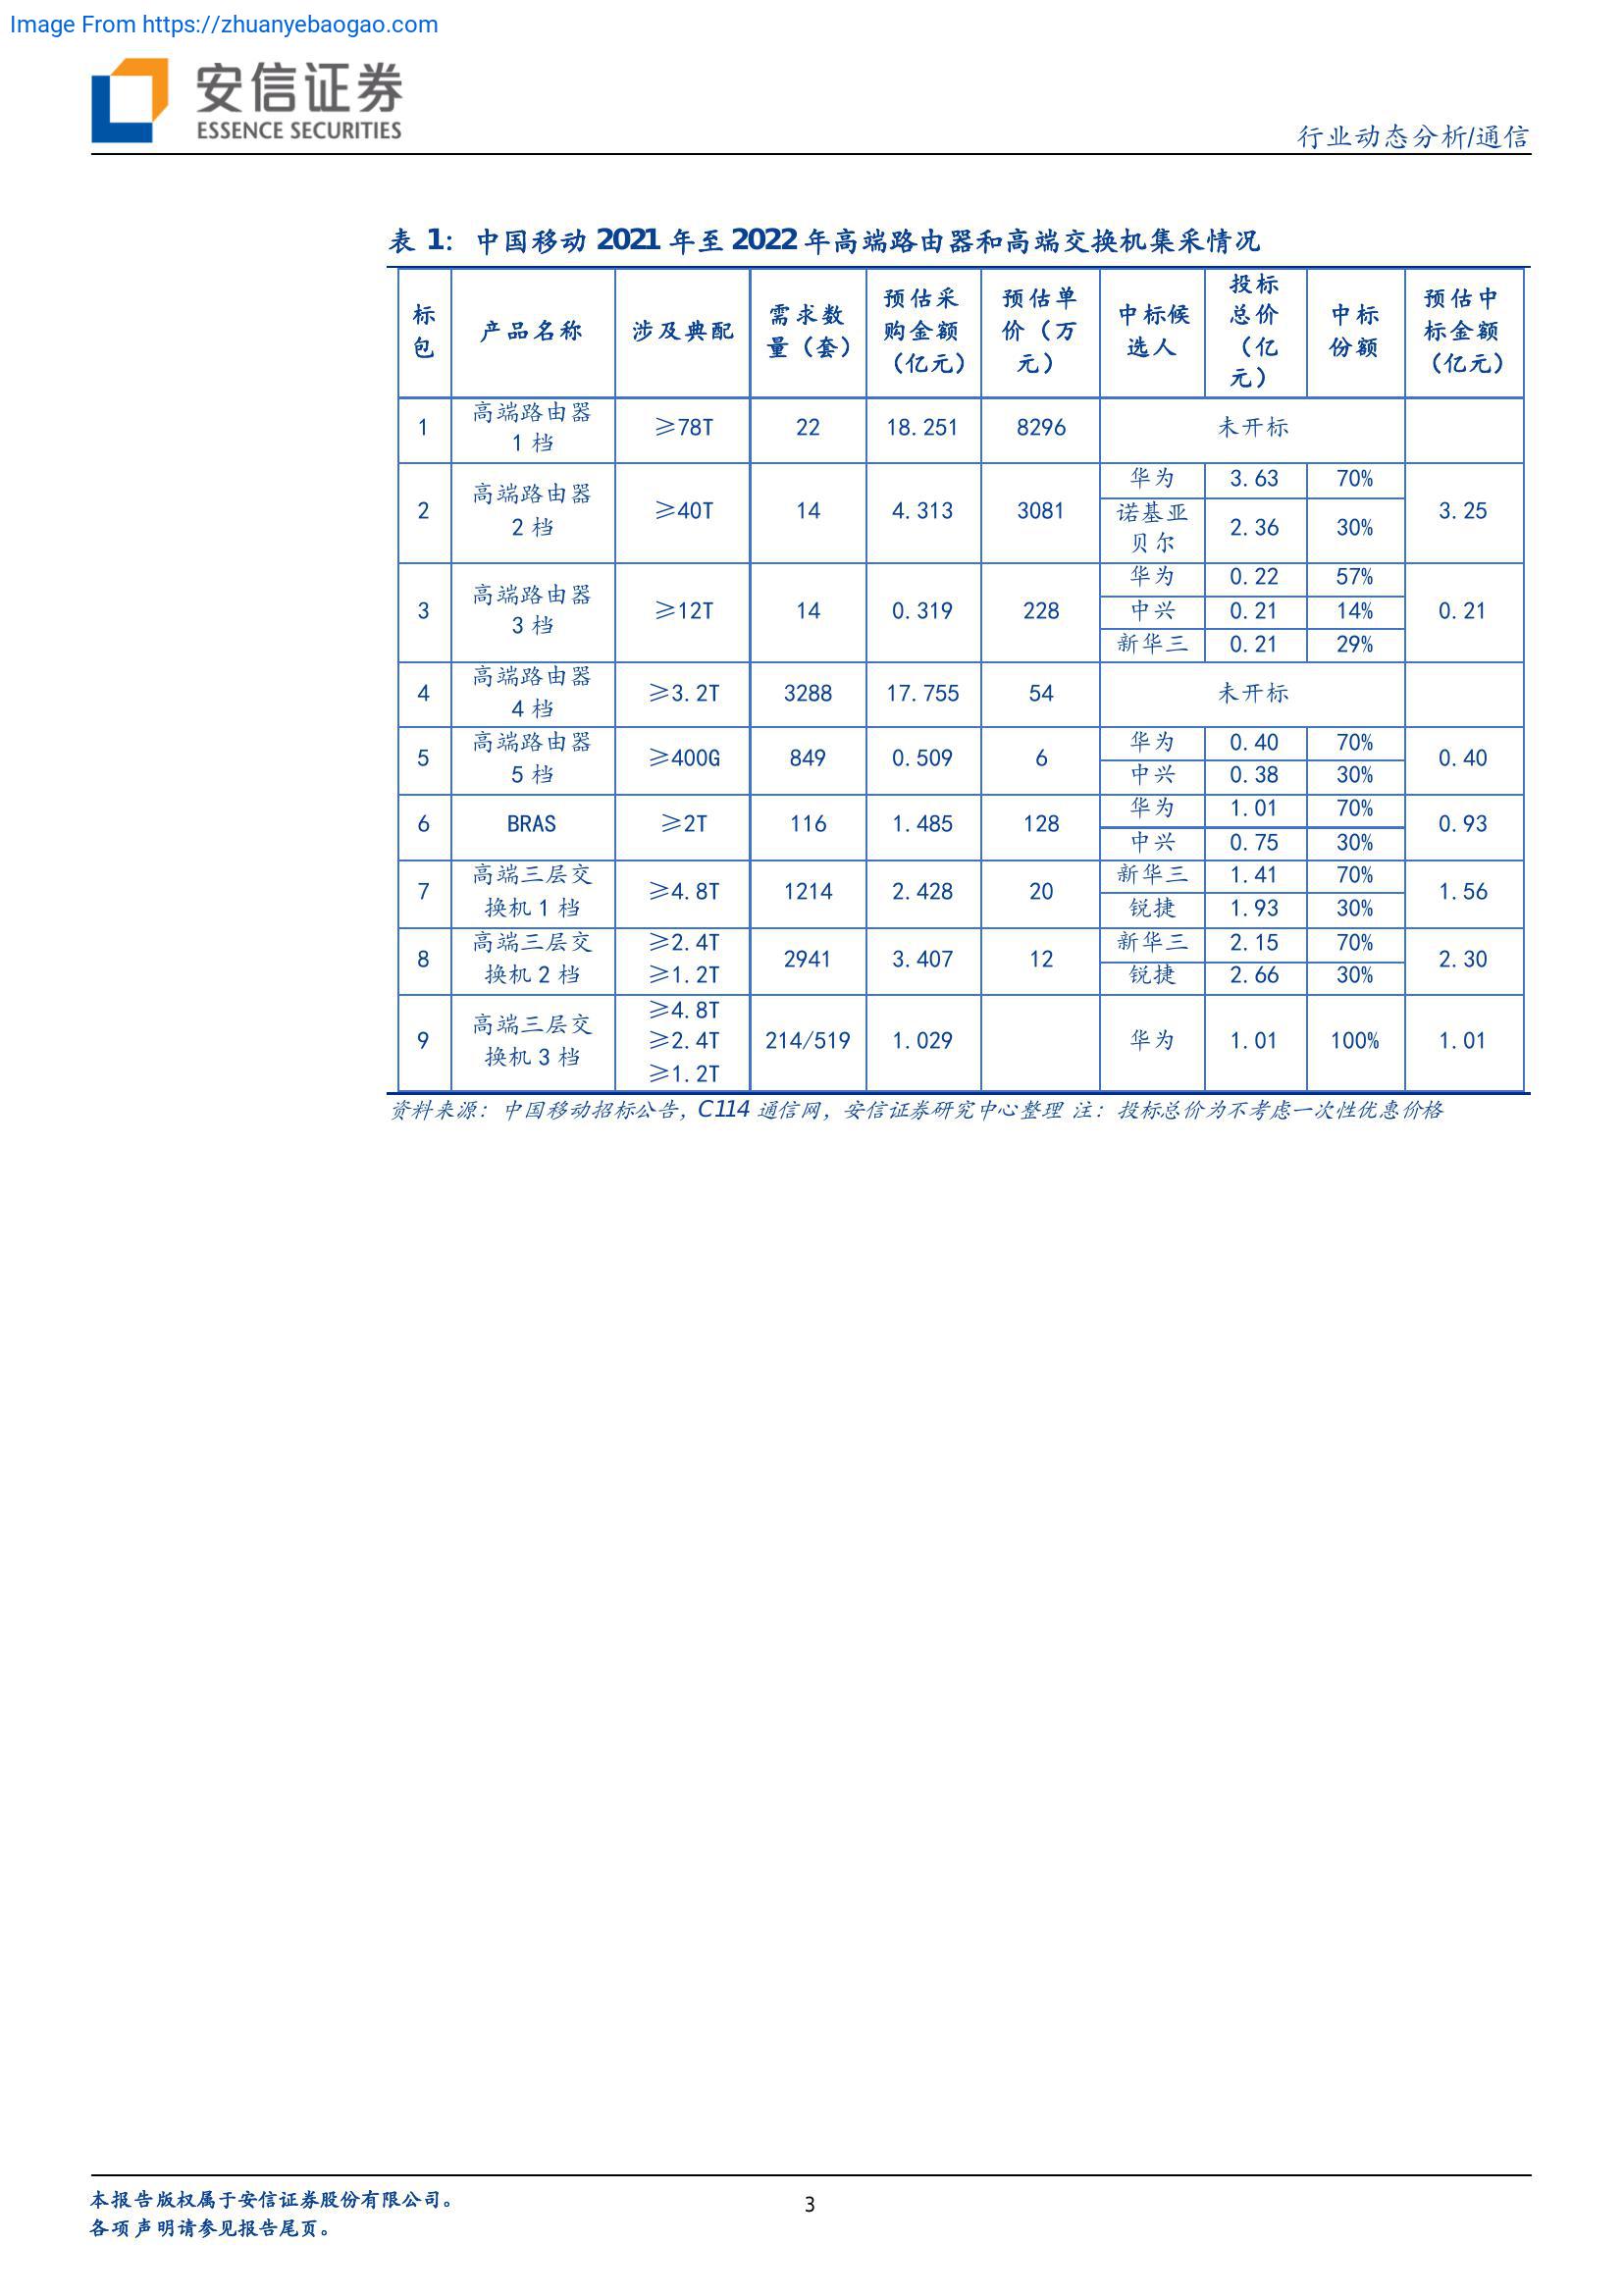 Image From https://zhuanyebaogao.com
安信证券
ESSENCE SECURITIES
行业动态分析/通信
表 1： 中国移动 2021 年至 2022 年高端路由器和高端交换机集采情况
标包 产品名称 涉及典配 需求数量（套） 预估采购金额（亿元） 预估单价（万元） 中标候选人 投标总价（亿元） 中标份额 预估中标金额（亿元）
1 高端路由器1 档 ≥78T 22 18.251 8296 未开标
2 高端路由器2 档 ≥40T 14 4.313 3081 华为 3.63 70% 3.25
诺基亚贝尔 2.36 30%
3 高端路由器3 档 ≥12T 14 0.319 228 华为 0.22 57% 0.21
中兴 0.21 14%
新华三 0.21 29%
4 高端路由器4 档 ≥3.2T 3288 17.755 54 未开标
5 高端路由器5 档 ≥400G 849 0.509 6 华为 0.40 70% 0.40
中兴 0.38 30%
6 BRAS ≥2T 116 1.485 128 华为 1.01 70% 0.93
中兴 0.75 30%
7 高端三层交换机 1 档 ≥4.8T 1214 2.428 20 新华三 1.41 70% 1.56
锐捷 1.93 30%
8 高端三层交换机 2 档 ≥2.4T ≥1.2T 2941 3.407 12 新华三 2.15 70% 2.30
锐捷 2.66 30%
9 高端三层交换机 3 档 ≥4.8T ≥2.4T ≥1.2T 214/519 1.029 华为 1.01 100% 1.01
资料来源：中国移动招标公告，C114 通信网，安信证券研究中心整理 注：投标总价为不考虑一次性优惠价格
本报告版权属于安信证券股份有限公司。
3
各项声明请参见报告尾页。